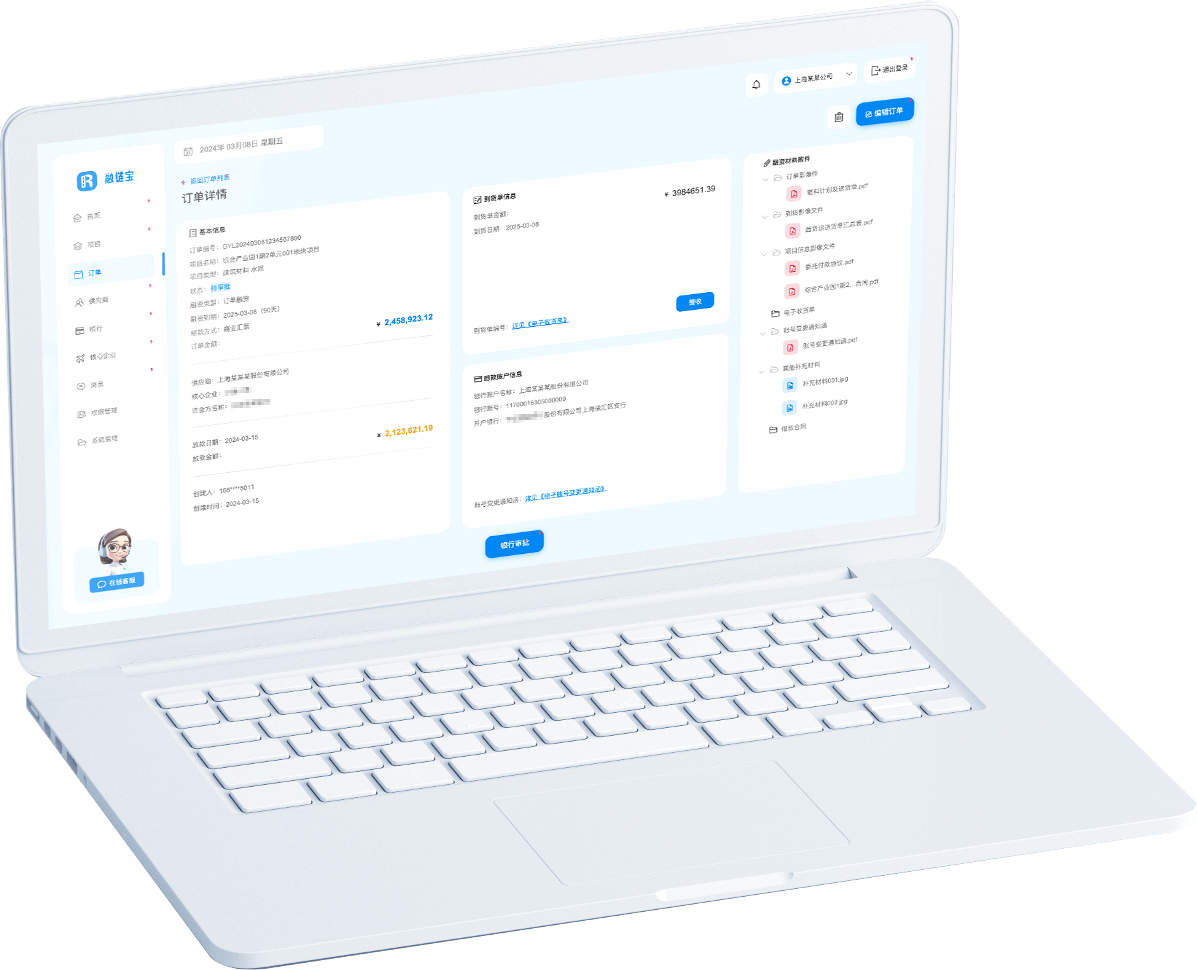 融链宝
首页
项目
订单
供应商
银行
核心企业
消息
权限管理
系统管理
在线客服
2024年 03月08日 星期五
上海某某公司
退出登录
返回订单列表
订单详情
编辑订单
基本信息
订单编号：GYL202403081234567890
项目名称：综合产业园1期2单元001地块项目
项目类型：建筑材料 水泥
状态：待审批
融资类型：订单融资
融资到期：2025-03-08（90天）
结款方式：商业汇票
订单金额：
¥ 2,458,923.12
供应商：上海某某某股份有限公司
核心企业：
资金方名称：
放款日期：2024-03-15
放款金额：
¥ 2,123,821.19
创建人：166****5011
创建时间：2024-03-15
到货单信息
¥ 3984651.39
到货单金额：
到货日期：2025-03-08
签收
到货单编号：详见《电子收货单》
回款账户信息
银行账户名称：上海某某某股份有限公司
银行账号：11700016305000009
开户银行：股份有限公司上海徐汇区支行
账号变更通知函：详见《电子账号变更通知函》
银行审批
融资材料附件
订单影像件
要料计划及送货单.pdf
到货影像文件
出货运送货单汇总表.pdf
项目信息影像文件
委托付款协议.pdf
综合产业园1期2...合同.pdf
电子收货单
账号变更通知函
账号变更通知函.pdf
其他补充材料
补充材料001.jpg
补充材料002.jpg
借款合同